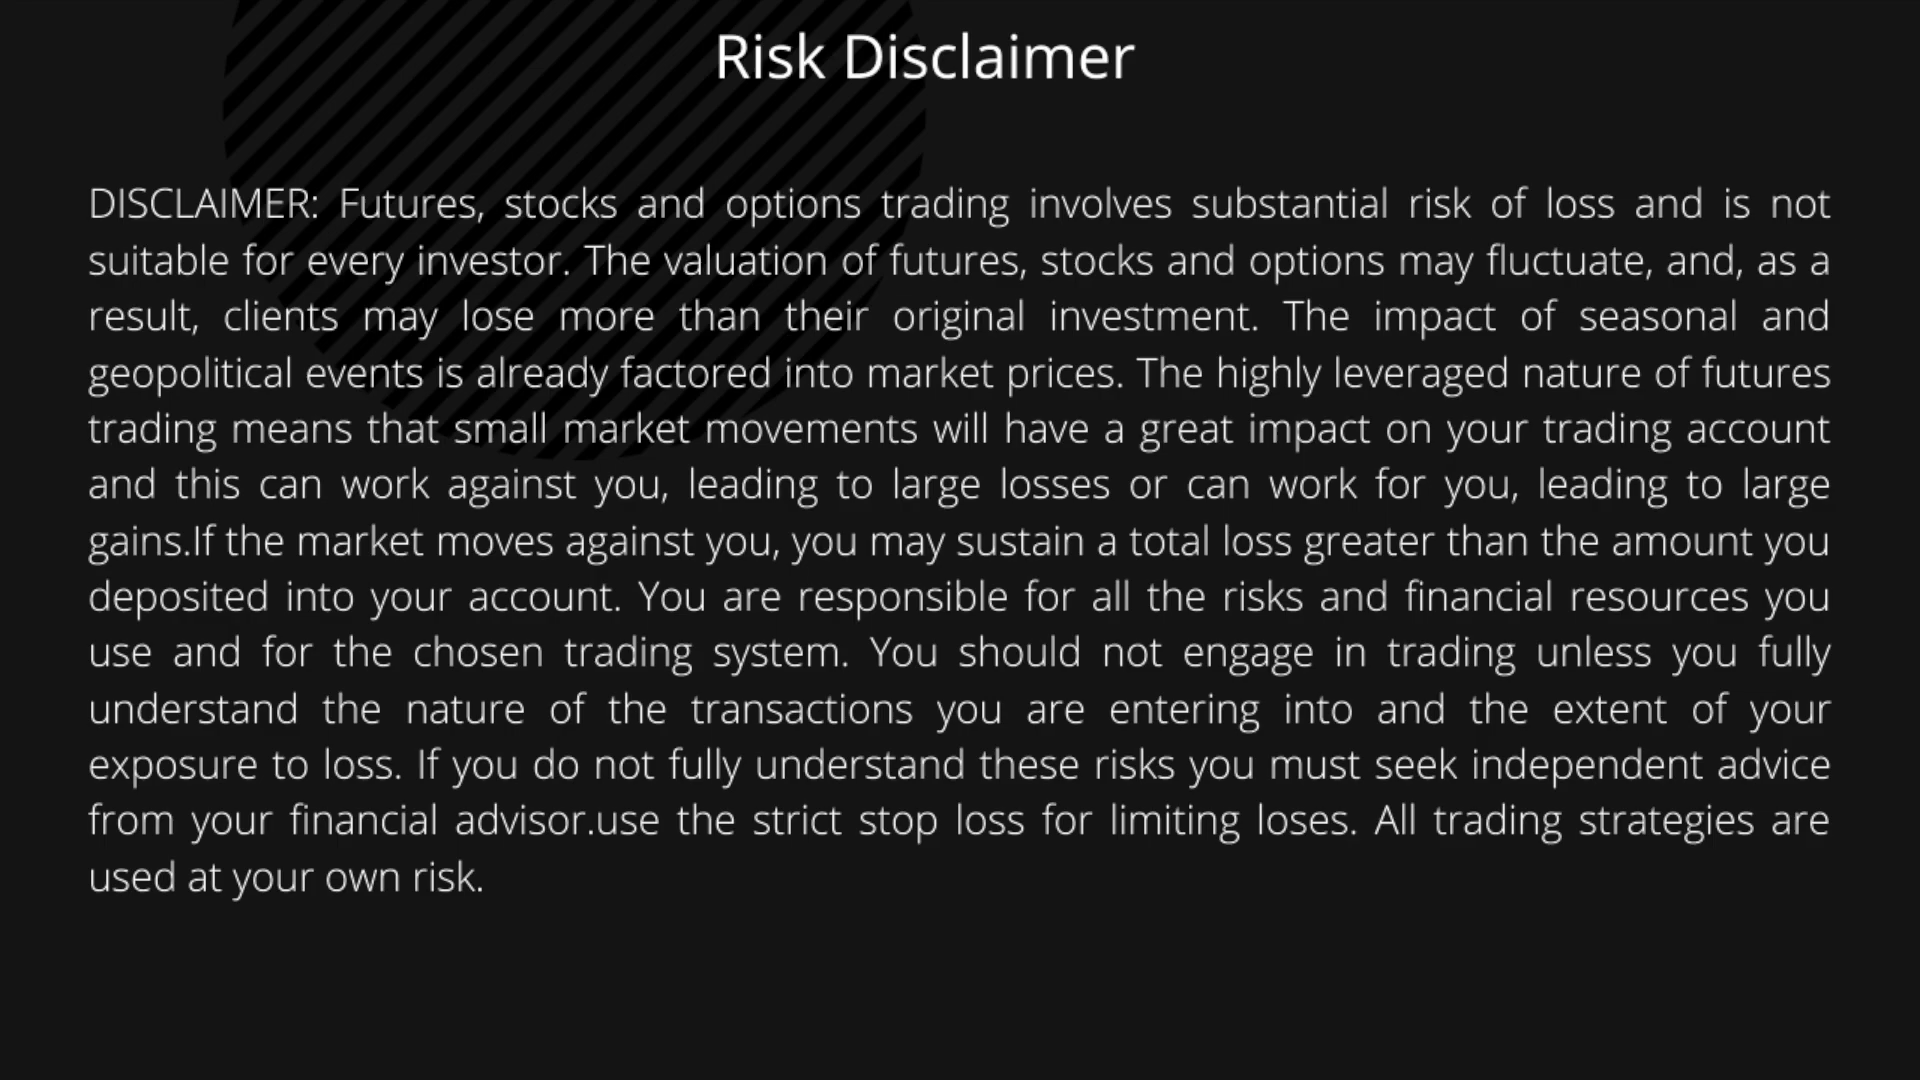 Risk Disclaimer
DISCLAIMER: Futures, stocks and options trading involves substantial risk of loss and is not
suitable for every investor. The valuation of futures, stocks and options may fluctuate, and, as a
result, clients may lose more than their original investment. The impact of seasonal and
geopolitical events is already factored into market prices. The highly leveraged nature of futures
trading means that small market movements will have a great impact on your trading account
and this can work against you, leading to large losses or can work for you, leading to large
gains.If the market moves against you, you may sustain a total loss greater than the amount you
deposited into your account. You are responsible for all the risks and financial resources you
use and for the chosen trading system. You should not engage in trading unless you fully
understand the nature of the transactions you are entering into and the extent of your
exposure to loss. If you do not fully understand these risks you must seek independent advice
from your financial advisor.use the strict stop loss for limiting loses. All trading strategies are
used at your own risk.